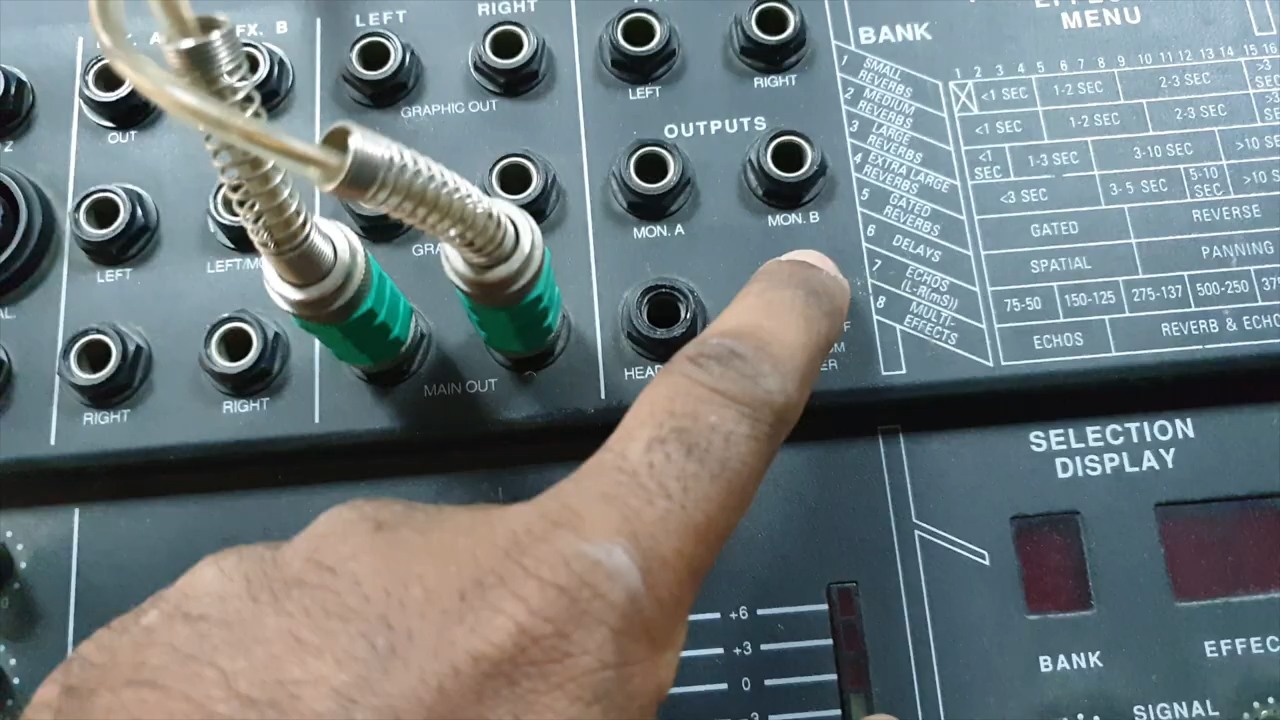 FX. B
OUT
LEFT
RIGHT
LEFT
RIGHT
LEFT
RIGHT
GRAPHIC OUT
MAIN OUT
LEFT
RIGHT
OUTPUTS
MON. A
MON. B
BANK
1 SMALL REVERBS
2 MEDIUM REVERBS
3 LARGE REVERBS
4 EXTRA LARGE REVERBS
5 GATED REVERBS
6 DELAYS
7 ECHOS (L-R(mS))
8 MULTI-EFFECTS
MENU
1 2 3 4 5 6 7 8 9 10 11 12 13 14 15 16
<1 SEC 1-2 SEC 2-3 SEC
<1 SEC 1-2 SEC 2-3 SEC
<1 SEC 1-3 SEC 3-10 SEC >10 SEC
<3 SEC 3-5 SEC 5-10 SEC >10 S
GATED REVERSE
SPATIAL PANNING
75-50 150-125 275-137 500-250
ECHOS REVERB & ECHO
SELECTION
DISPLAY
BANK
EFFEC
SIGNAL
+6
+3
0